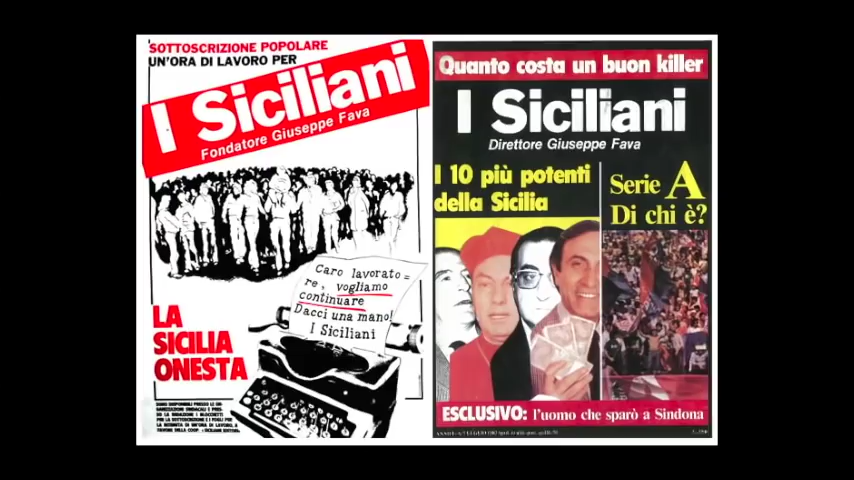 SOTTOSCRIZIONE POPOLARE
UN'ORA DI LAVORO PER
I Siciliani
Fondatore Giuseppe Fava
Caro lavorato=
re, vogliamo
continuare
Dacci una mano!
I Siciliani
LA
SICILIA
ONESTA
Quanto costa un buon killer
I Siciliani
Direttore Giuseppe Fava
I 10 più potenti
della Sicilia
Serie A
Di chi è?
ESCLUSIVO: l'uomo che sparò a Sindona